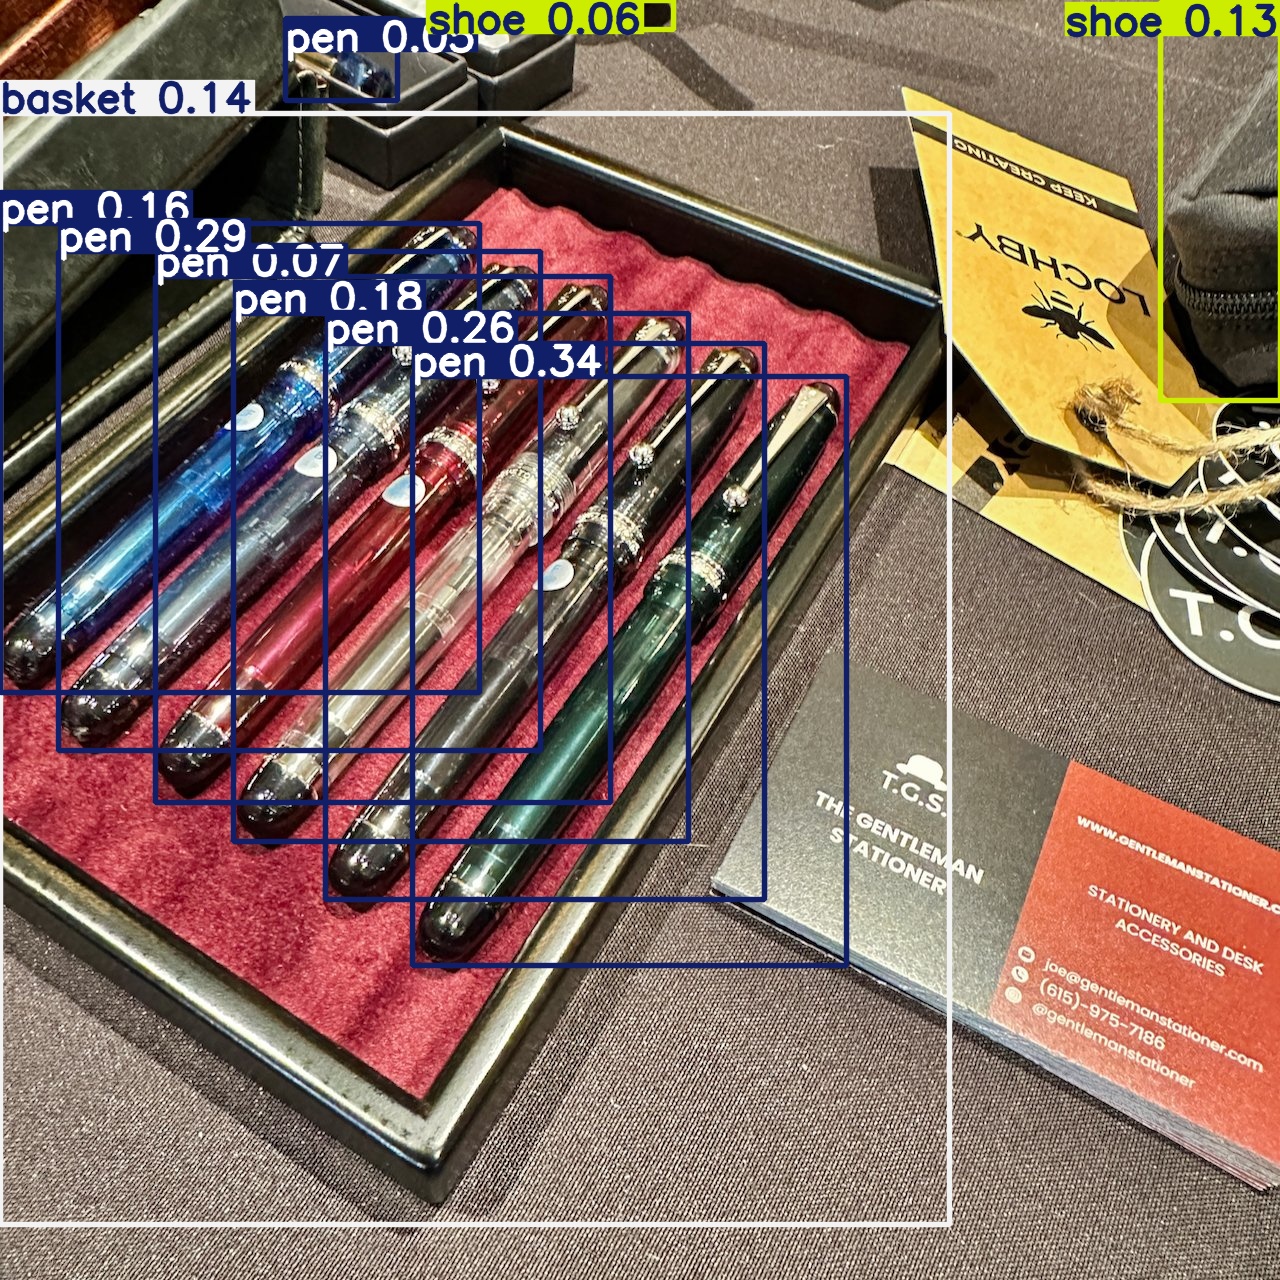 shoe 0.06
shoe 0.13
pen 0.05
basket 0.14
pen 0.16
pen 0.29
pen 0.07
pen 0.18
pen 0.26
pen 0.34
KEEP CREATING
LOCHBY
T.G.S.
THE GENTLEMAN
STATIONER
WWW.GENTLEMANSTATIONER.C
STATIONERY AND DESK
ACCESSORIES
joe@gentlemanstationer.com
(615)-975-7186
@gentlemanstationer